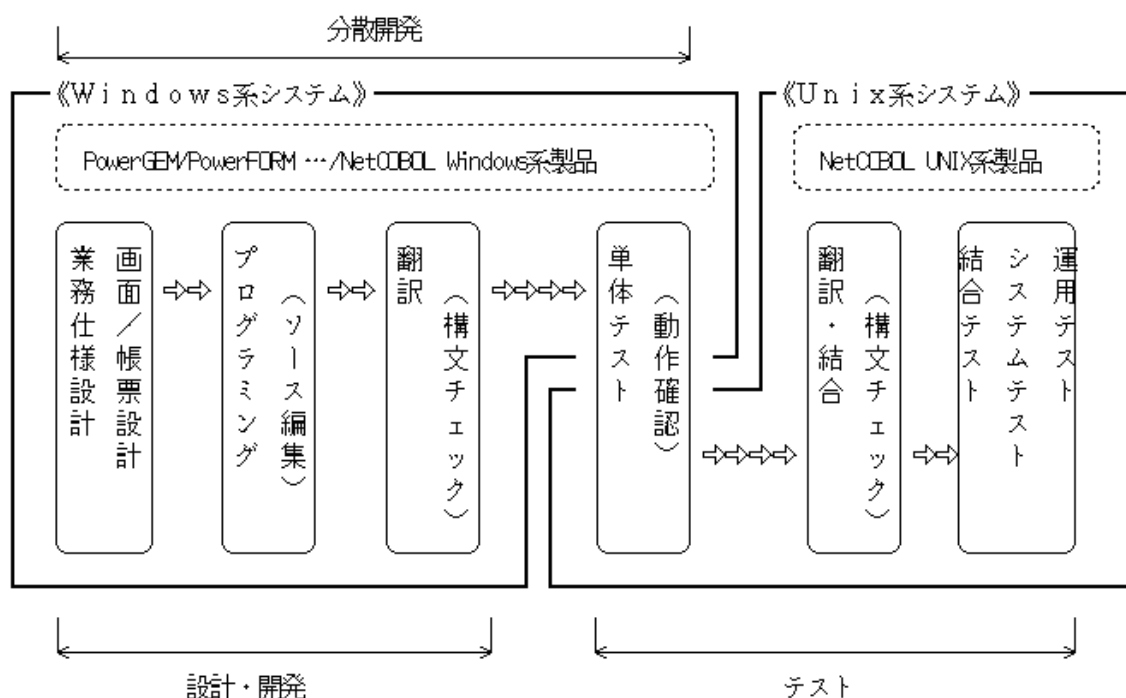 分散開発
《Windows系システム》
《Unix系システム》
PowerGEM/PowerFORM …/NetCOBOL Windows系製品
NetCOBOL UNIX系製品
業務仕様設計
画面/帳票設計
プログラミング
(ソース編集)
翻訳
(構文チェック)
単体テスト
(動作確認)
翻訳・結合
(構文チェック)
結合テスト
システムテスト
運用テスト
設計・開発
テスト